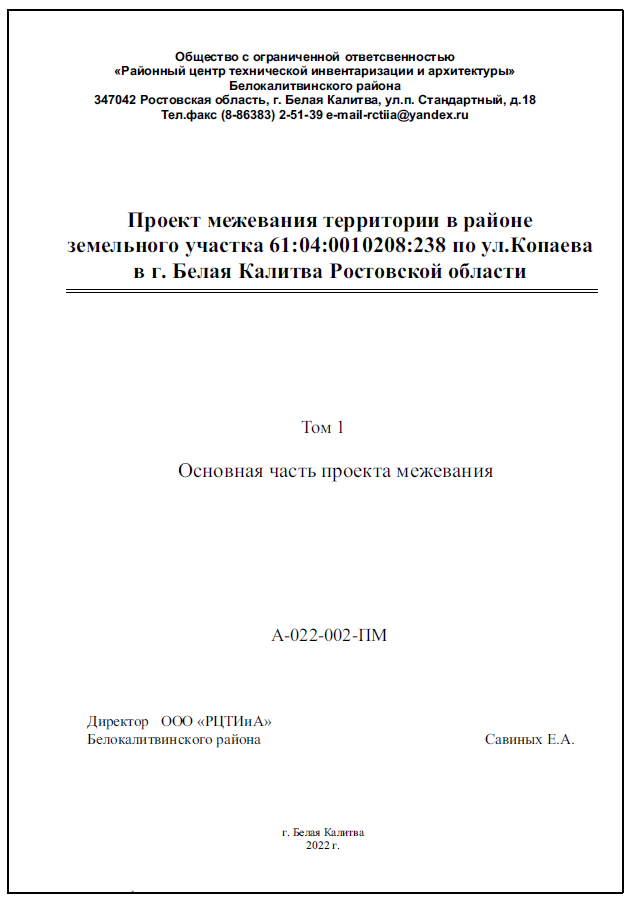 Общество с ограниченной ответсвенностью
«Районный центр технической инвентаризации и архитектуры»
Белокалитвинского района
347042 Ростовская область, г. Белая Калитва, ул.п. Стандартный, д.18
Тел.факс (8-86383) 2-51-39 e-mail-rctiia@yandex.ru
Проект межевания территории в районе
земельного участка 61:04:0010208:238 по ул.Копаева
в г. Белая Калитва Ростовской области
Том 1
Основная часть проекта межевания
А-022-002-ПМ
Директор ООО «РЦТИиА»
Белокалитвинского района Савиных Е.А.
г. Белая Калитва
2022 г.